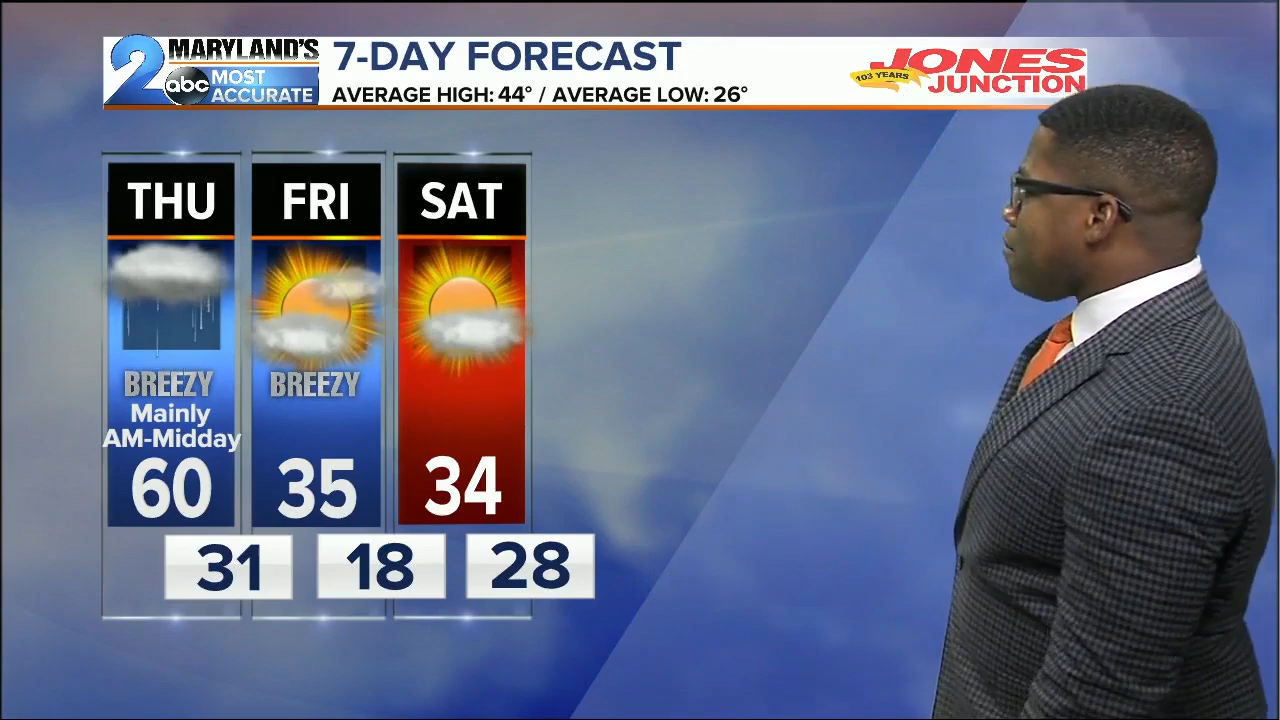 2 MARYLAND'S
abc MOST
ACCURATE
7-DAY FORECAST
AVERAGE HIGH: 44° / AVERAGE LOW: 26°
103 YEARS
JONES
JUNCTION
THU FRI SAT
BREEZY BREEZY
Mainly
AM-Midday
60 35 34
31 18 28